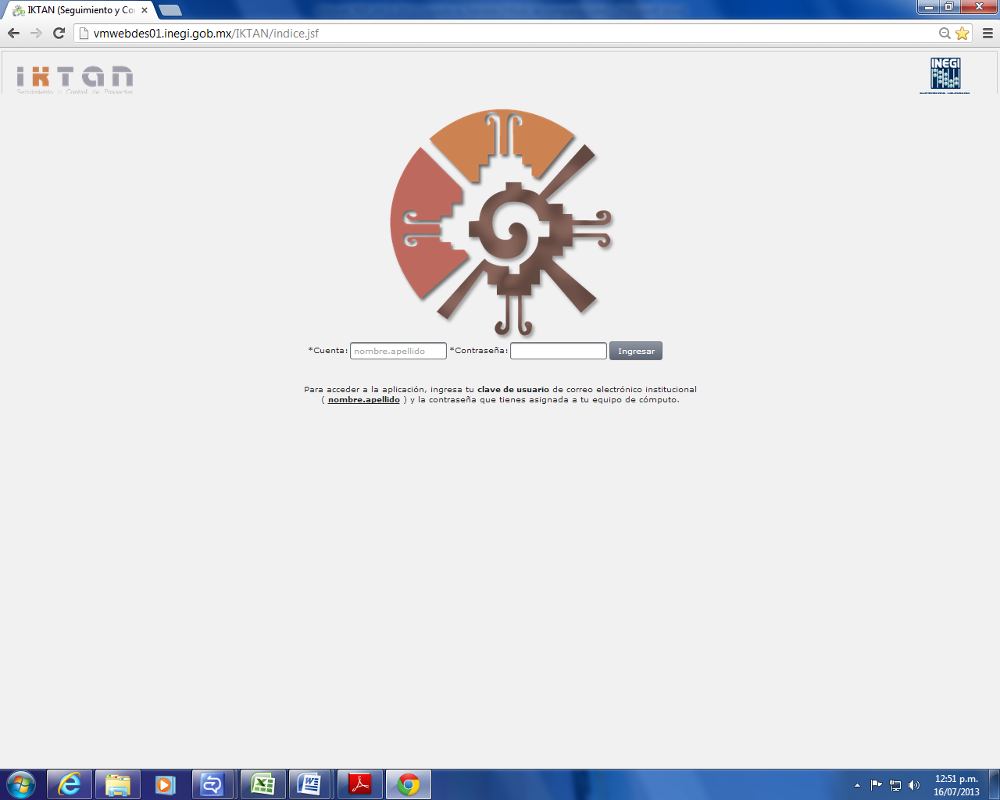 IKTAN (Seguimiento y Co
vmwebdes01.inegi.gob.mx/IKTAN/indice.jsf
iKTan
Seguimiento y Control de Proyectos
INEGI
*Cuenta: nombre.apellido *Contraseña: Ingresar
Para acceder a la aplicación, ingresa tu clave de usuario de correo electrónico institucional
( nombre.apellido ) y la contraseña que tienes asignada a tu equipo de cómputo.
12:51 p.m.
16/07/2013